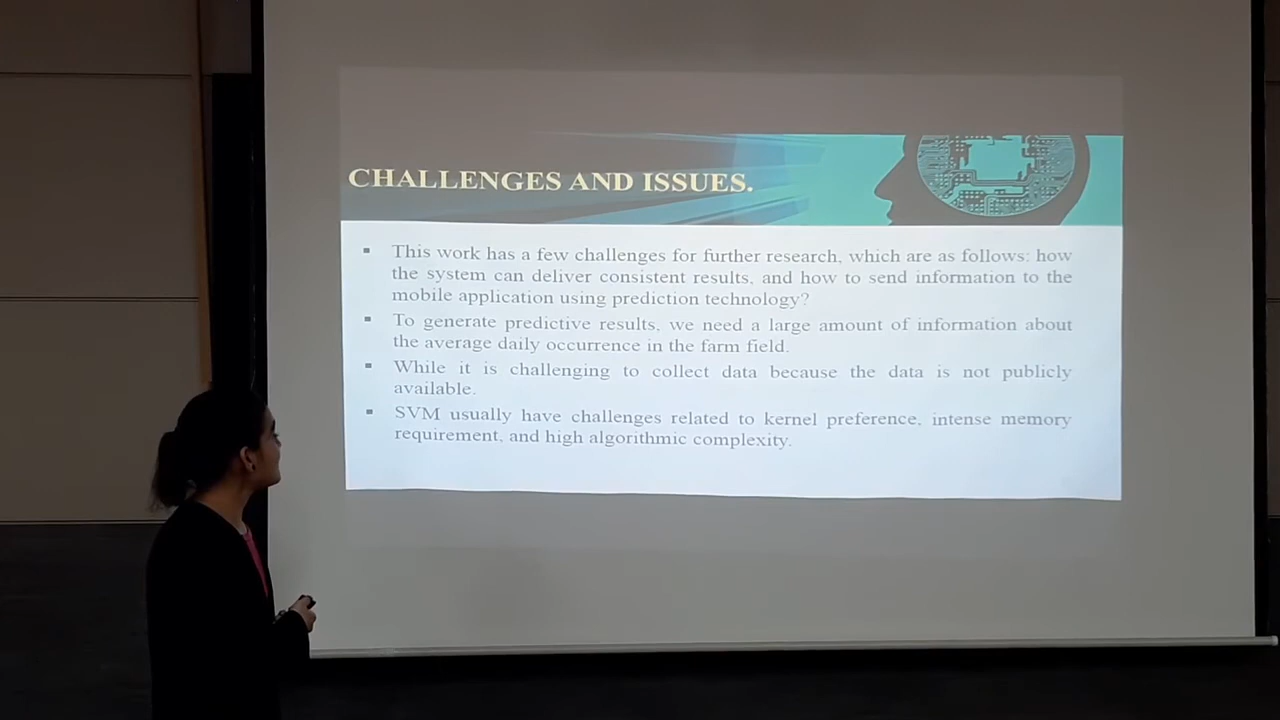 CHALLENGES AND ISSUES.
This work has a few challenges for further research, which are as follows: how
the system can deliver consistent results, and how to send information to the
mobile application using prediction technology?
To generate predictive results, we need a large amount of information about
the average daily occurrence in the farm field.
While it is challenging to collect data because the data is not publicly
available.
SVM usually have challenges related to kernel preference, intense memory
requirement, and high algorithmic complexity.